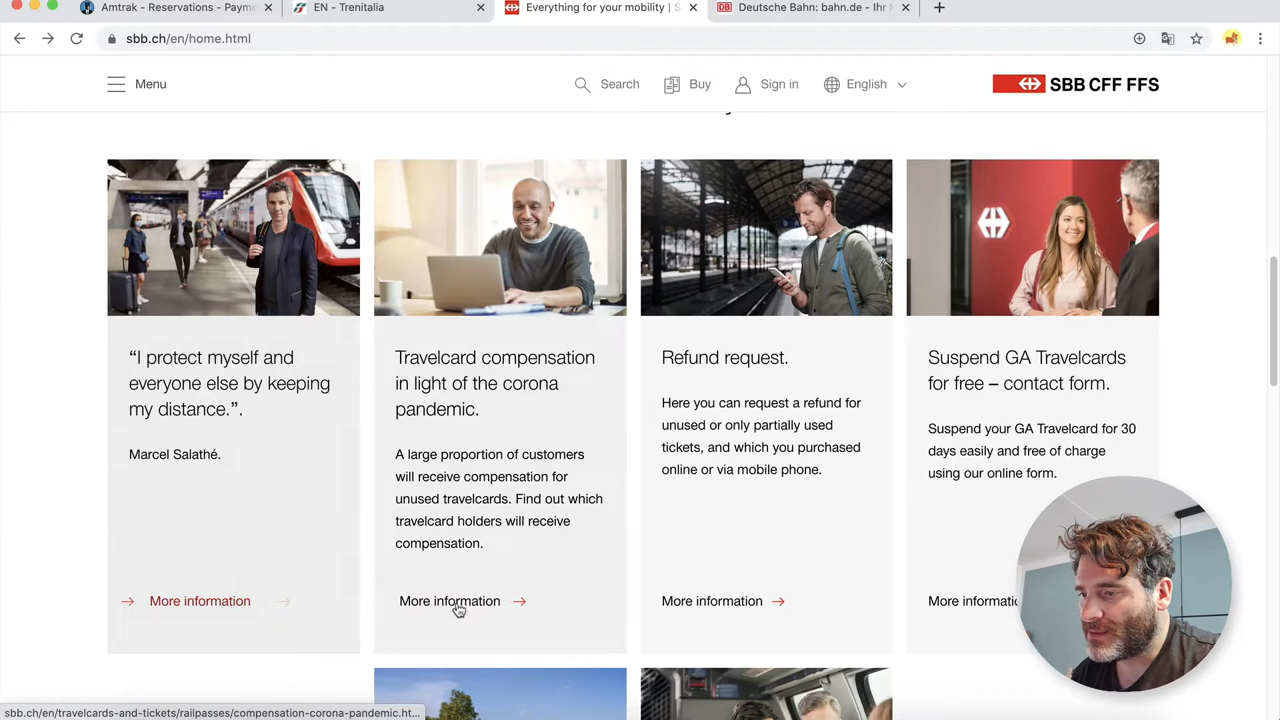 Amtrak - Reservations - Payme
EN - Trenitalia
Everything for your mobility | S
DB Deutsche Bahn: bahn.de - Ihr M
sbb.ch/en/home.html
Menu
Search
Buy
Sign in
English
SBB CFF FFS
“I protect myself and
everyone else by keeping
my distance.”.
Marcel Salathé.
More information
Travelcard compensation
in light of the corona
pandemic.
A large proportion of customers
will receive compensation for
unused travelcards. Find out which
travelcard holders will receive
compensation.
More information
Refund request.
Here you can request a refund for
unused or only partially used
tickets, and which you purchased
online or via mobile phone.
More information
Suspend GA Travelcards
for free – contact form.
Suspend your GA Travelcard for 30
days easily and free of charge
using our online form.
More informatic
sbb.ch/en/travelcards-and-tickets/railpasses/compensation-corona-pandemic.ht...